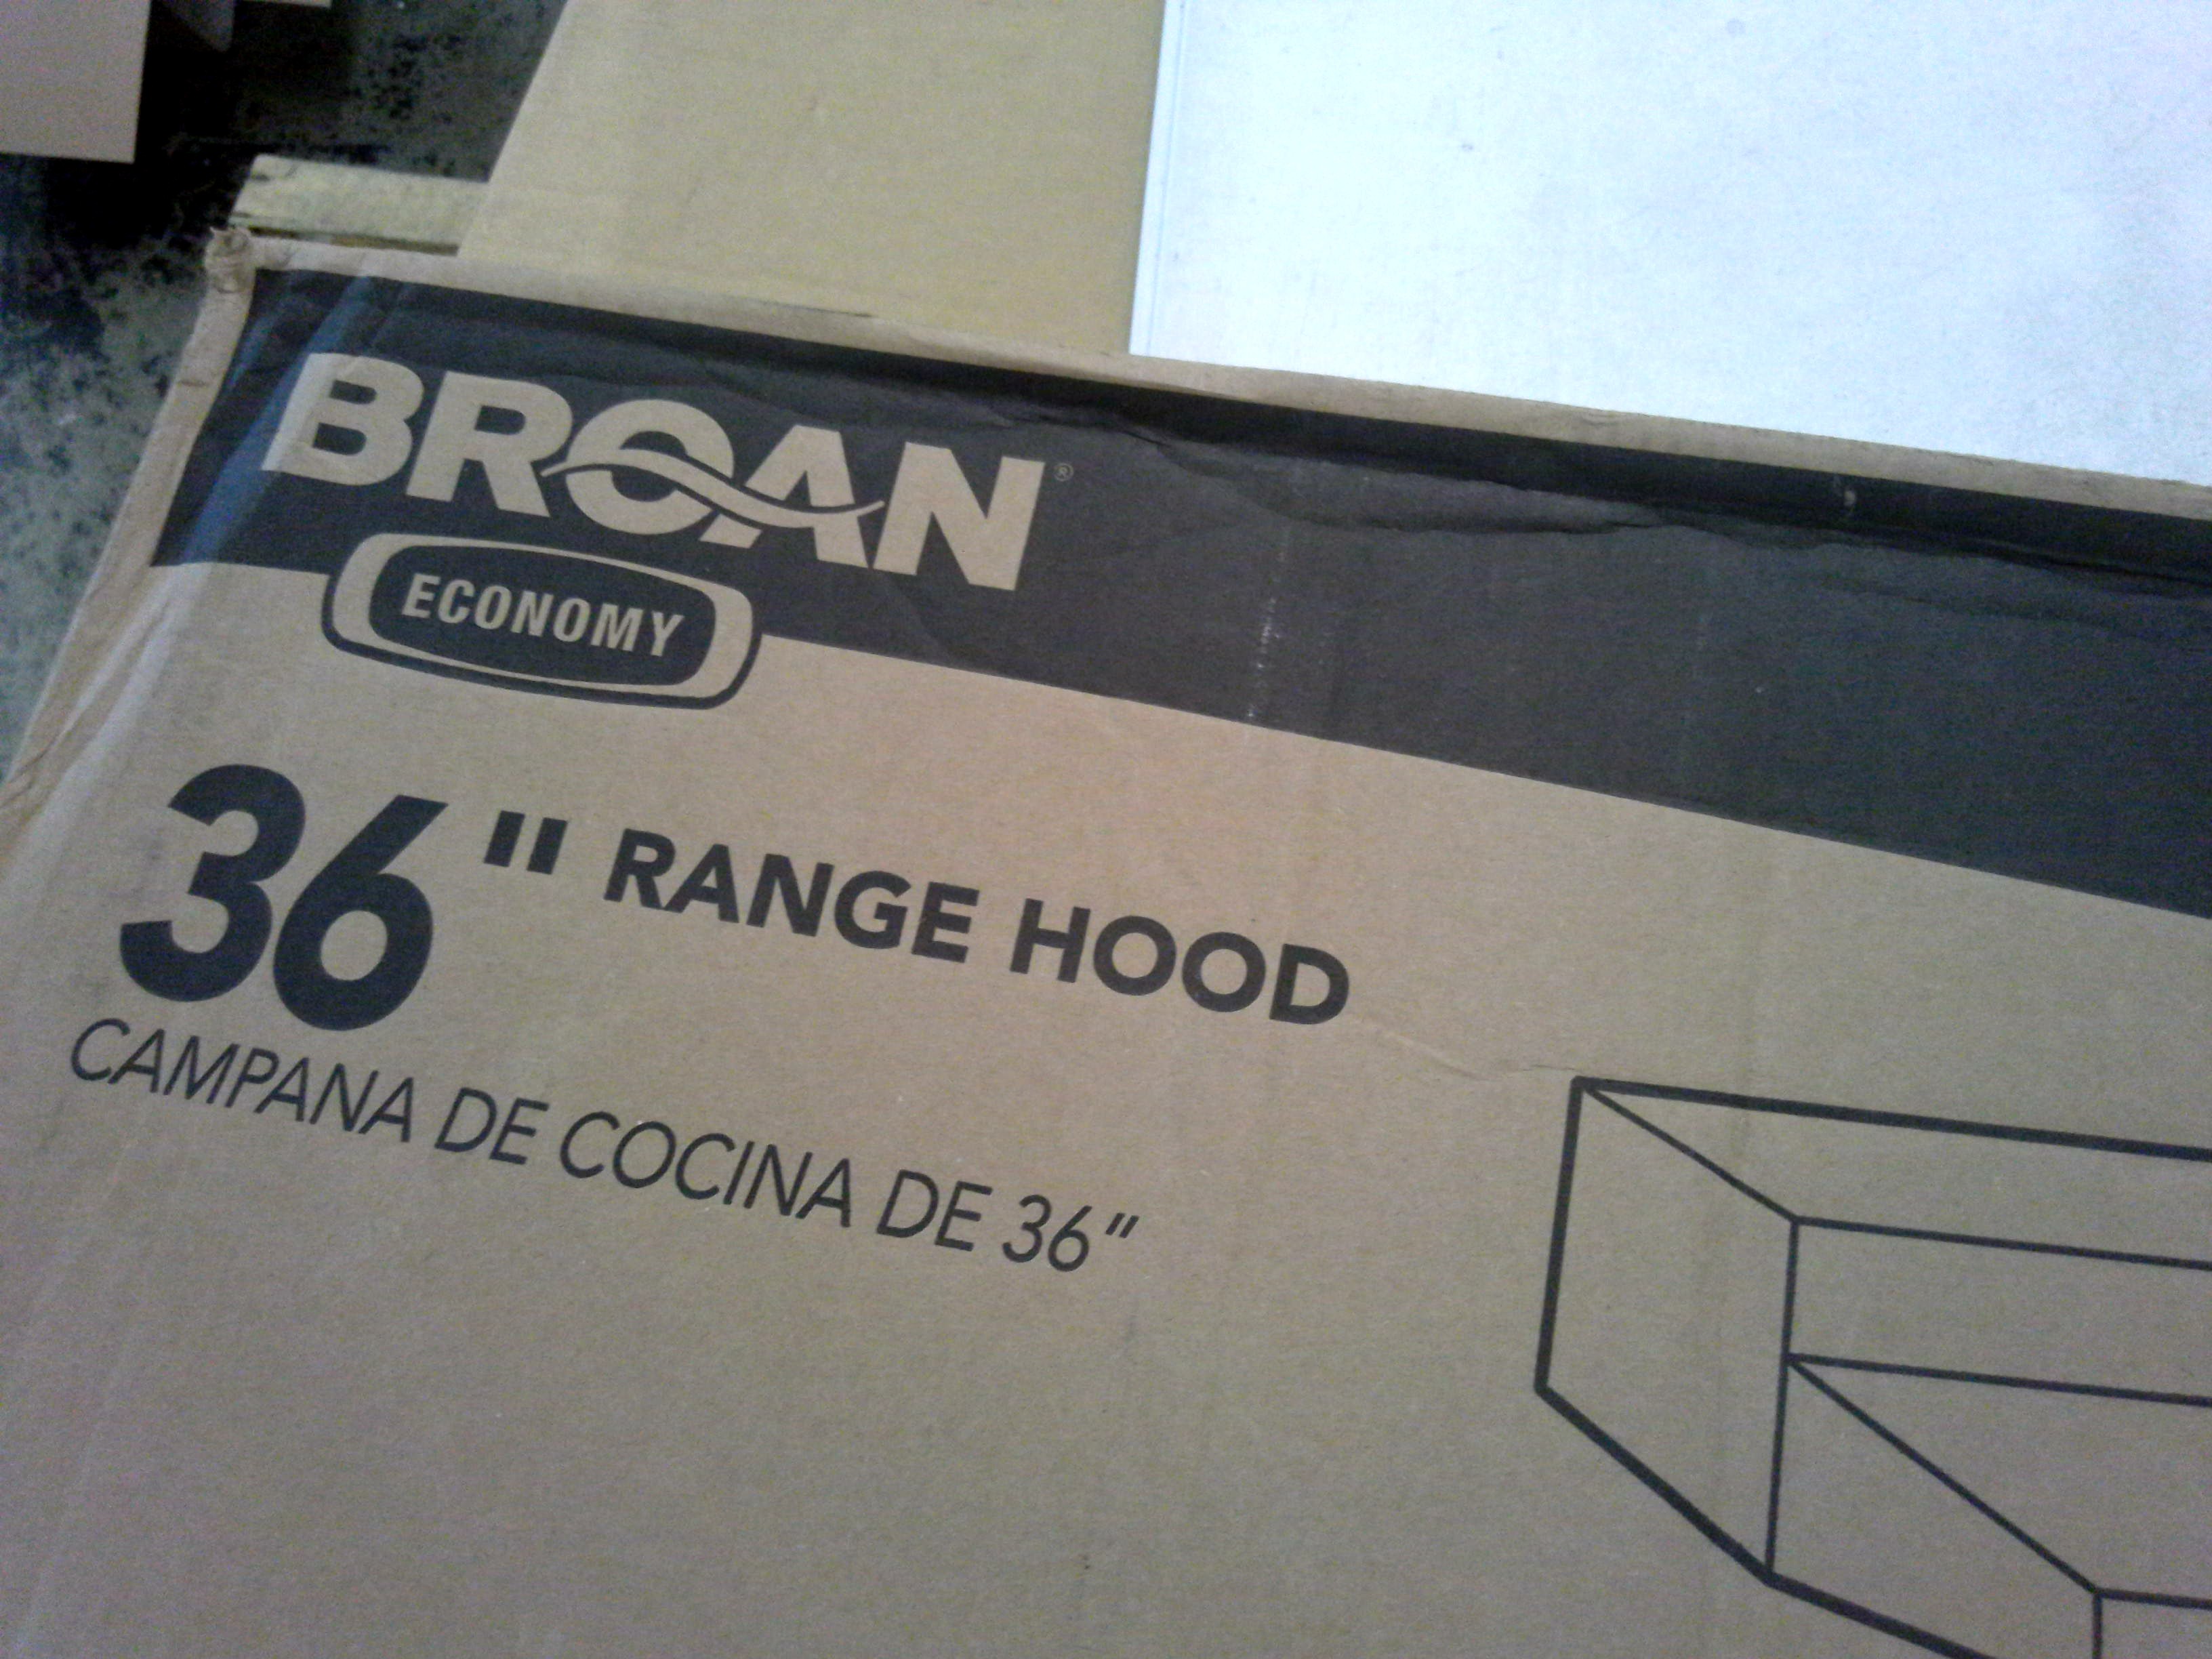 BROAN®
ECONOMY
36" RANGE HOOD
CAMPANA DE COCINA DE 36"